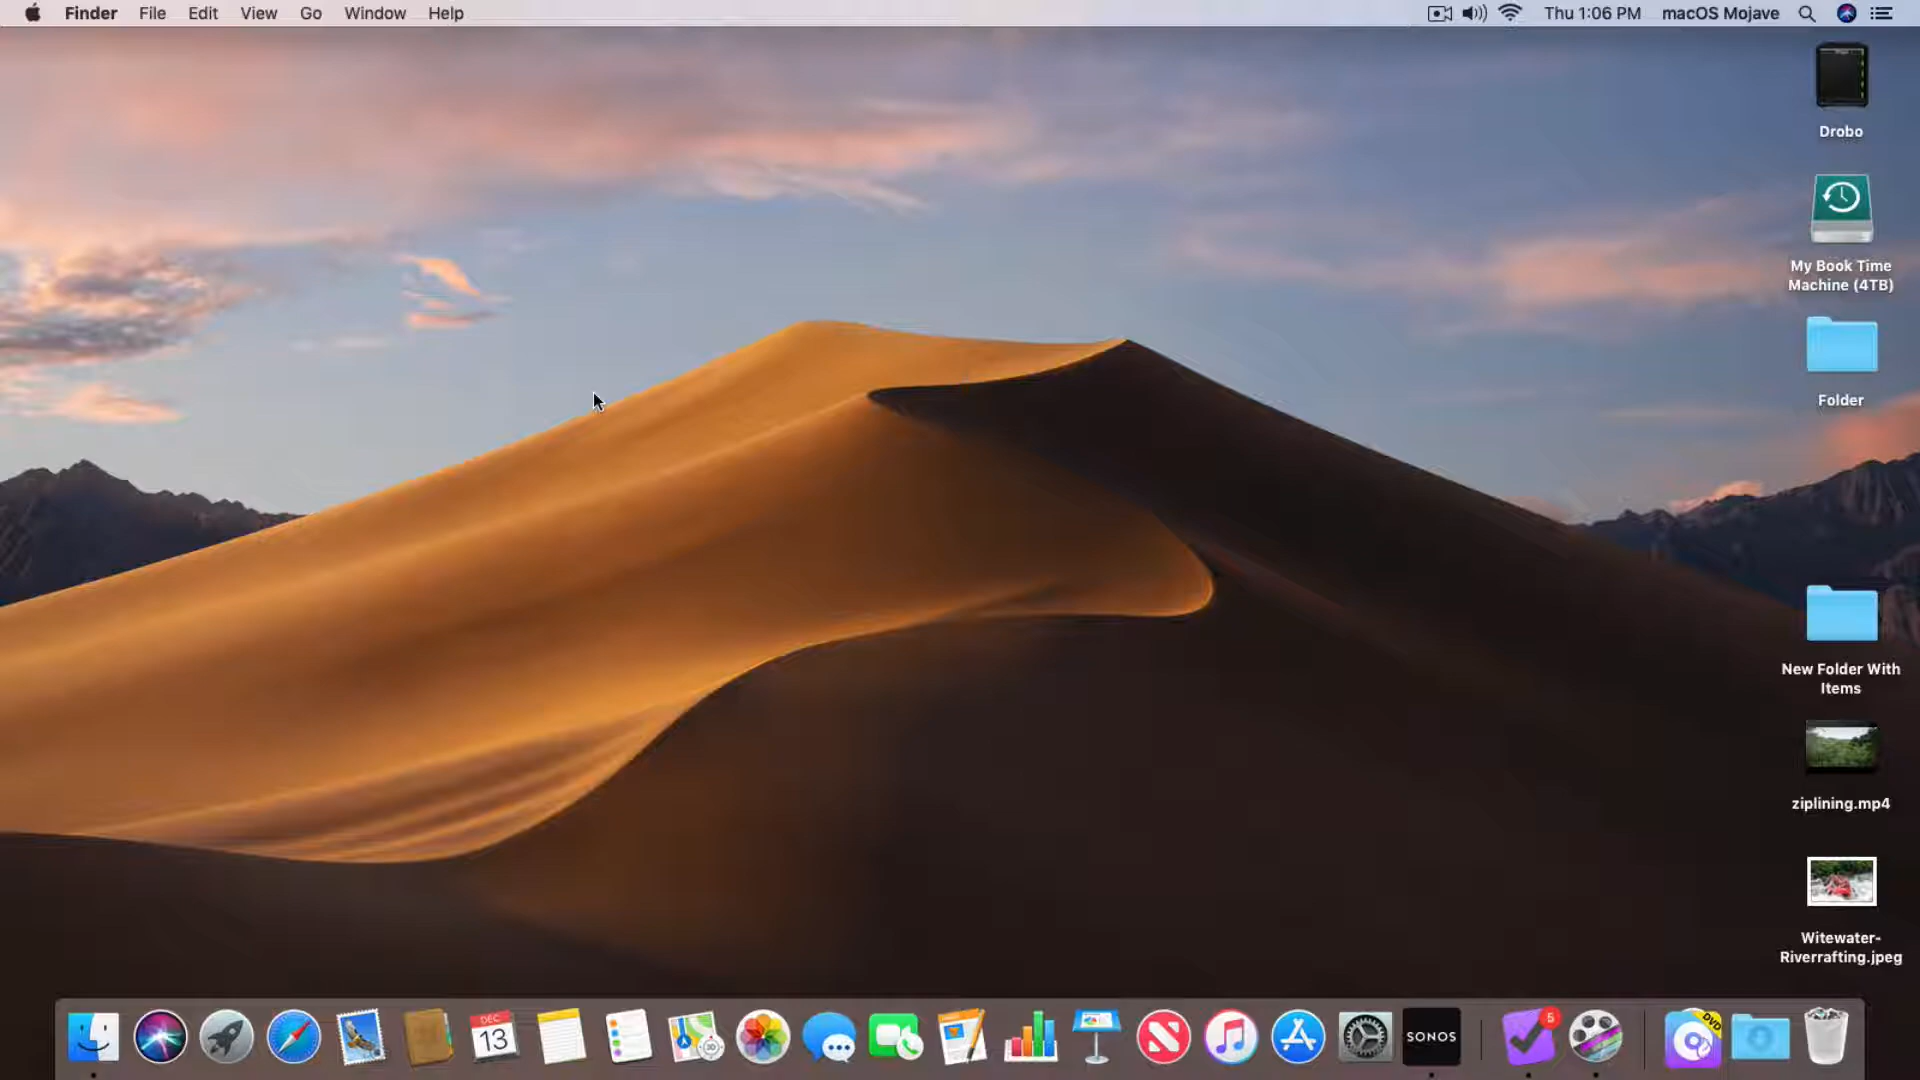 Finder File Edit View Go Window Help Thu 1:06 PM macOS Mojave
Drobo
My Book Time
Machine (4TB)
Folder
New Folder With
Items
ziplining.mp4
Witewater-
Riverrafting.jpeg
DEC
13
SONOS
5
DVD